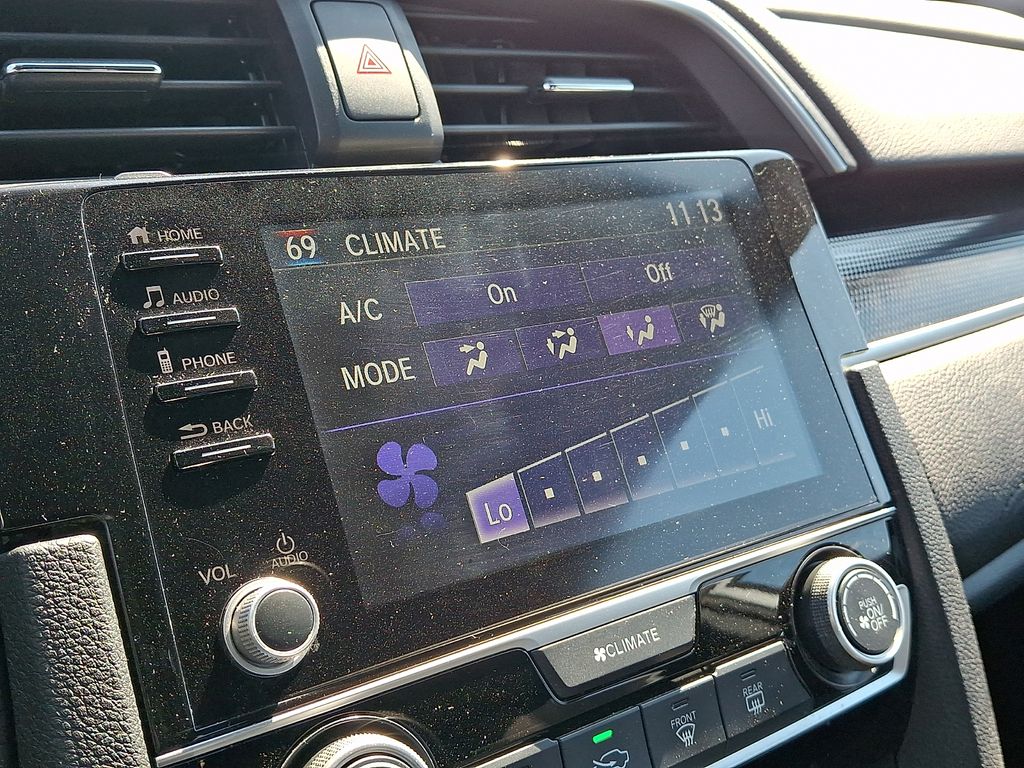 HOME
AUDIO
PHONE
BACK
69 CLIMATE 11 13
A/C On Off
MODE
Lo Hi
VOL
AUDIO
CLIMATE
PUSH
ON/
OFF
FRONT
REAR